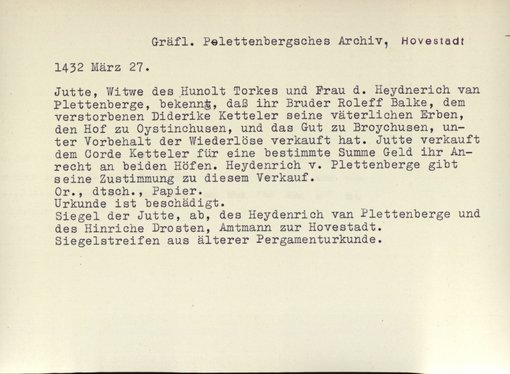 Gräfl. Pelettenbergsches Archiv, Hovestadt
1432 März 27.
Jutte, Witwe des Hunolt Torkes und Frau d. Heydnerich van
Plettenberge, bekennt, daß ihr Bruder Roleff Balke, dem
verstorbenen Diderike Ketteler seine väterlichen Erben,
den Hof zu Oystinchusen, und das Gut zu Broychusen, un-
ter Vorbehalt der Wiederlöse verkauft hat. Jutte verkauft
dem Corde Ketteler für eine bestimmte Summe Geld ihr An-
recht an beiden Höfen. Heydenrich v. Plettenberge gibt
seine Zustimmung zu diesem Verkauf.
Or., dtsch., Papier.
Urkunde ist beschädigt.
Siegel der Jutte, ab, des Heydenrich van Plettenberge und
des Hinriche Drosten, Amtmann zur Hovestadt.
Siegelstreifen aus älterer Pergamenturkunde.